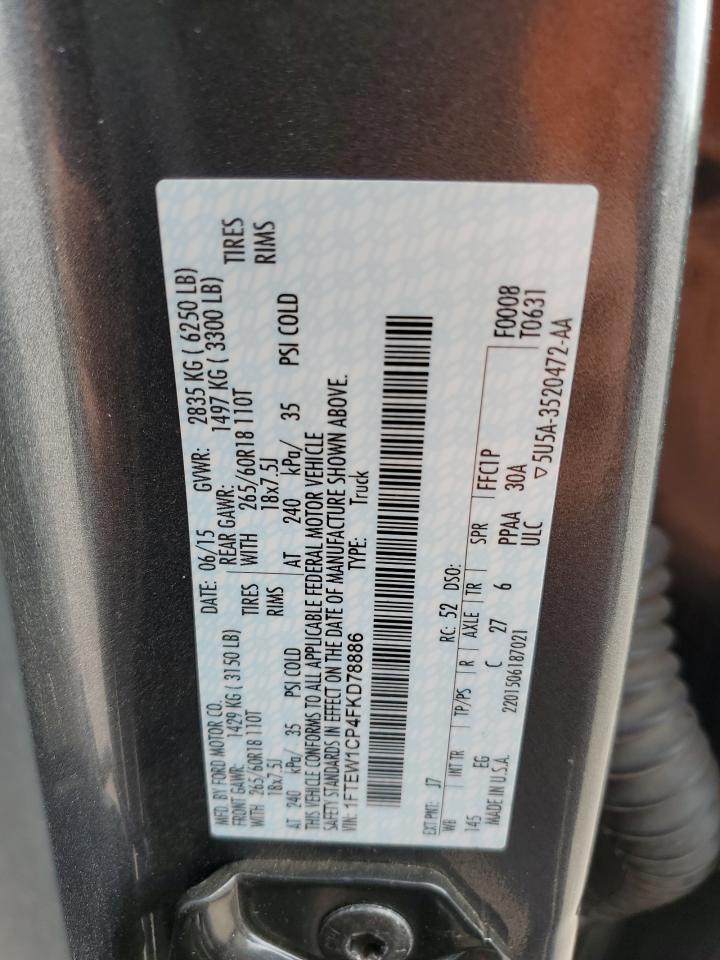 MFD. BY FORD MOTOR CO.
DATE: 06/15 GVWR: 2835 KG ( 6250 LB)
FRONT GAWR: 1429 KG ( 3150 LB) REAR GAWR: 1497 KG ( 3300 LB)
WITH 265/60R18 110T TIRES WITH 265/60R18 110T TIRES
18x7.5J RIMS 18x7.5J RIMS
AT 240 kPa/ 35 PSI COLD AT 240 kPa/ 35 PSI COLD
THIS VEHICLE CONFORMS TO ALL APPLICABLE FEDERAL MOTOR VEHICLE
SAFETY STANDARDS IN EFFECT ON THE DATE OF MANUFACTURE SHOWN ABOVE.
VIN: 1FTEW1CP4FKD78886 TYPE: Truck
EXT PNT: J7 RC: 52 DSO:
WB INT TR TP/PS R AXLE TR SPR FFC1P F0008
145 EG C 27 6 PPAA 30A T0631
MADE IN U.S.A. 2201506187021 ULC ▽5U5A-3520472-AA